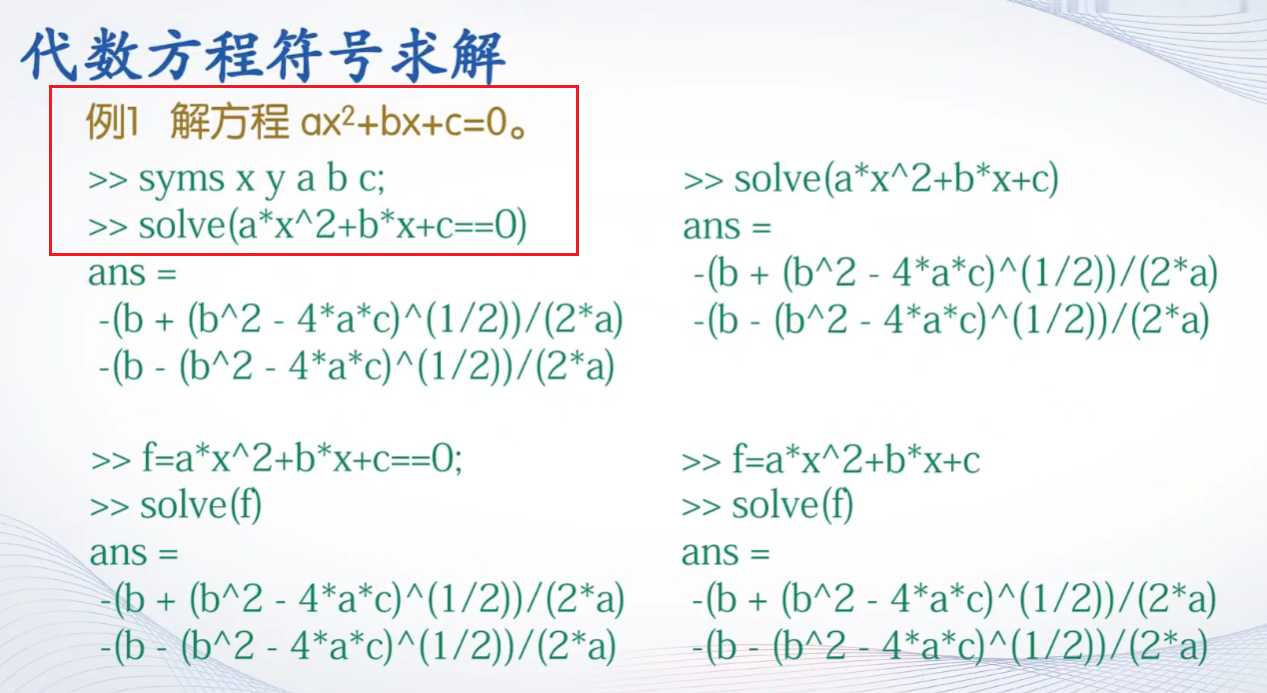 代数方程符号求解
例1 解方程 ax²+bx+c=0。
>> syms x y a b c;
>> solve(a*x^2+b*x+c==0)
ans =
-(b + (b^2 - 4*a*c)^(1/2))/(2*a)
-(b - (b^2 - 4*a*c)^(1/2))/(2*a)
>> solve(a*x^2+b*x+c)
ans =
-(b + (b^2 - 4*a*c)^(1/2))/(2*a)
-(b - (b^2 - 4*a*c)^(1/2))/(2*a)
>> f=a*x^2+b*x+c==0;
>> solve(f)
ans =
-(b + (b^2 - 4*a*c)^(1/2))/(2*a)
-(b - (b^2 - 4*a*c)^(1/2))/(2*a)
>> f=a*x^2+b*x+c
>> solve(f)
ans =
-(b + (b^2 - 4*a*c)^(1/2))/(2*a)
-(b - (b^2 - 4*a*c)^(1/2))/(2*a)